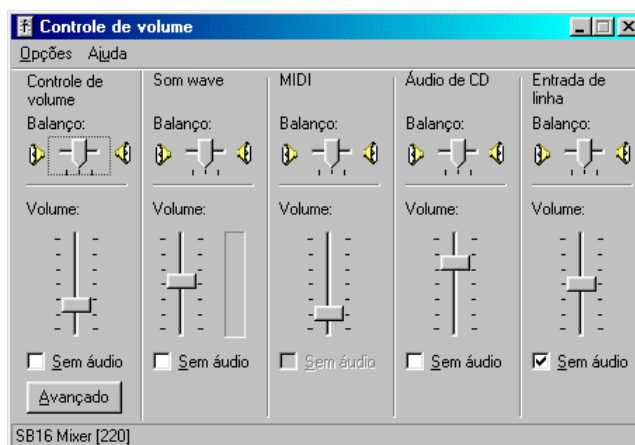 Controle de volume
Opções Ajuda
Controle de
volume
Balanço:
Volume:
Sem áudio
Avançado
Som wave
Balanço:
Volume:
Sem áudio
MIDI
Balanço:
Volume:
Sem áudio
Áudio de CD
Balanço:
Volume:
Sem áudio
Entrada de
linha
Balanço:
Volume:
Sem áudio
SB16 Mixer [220]